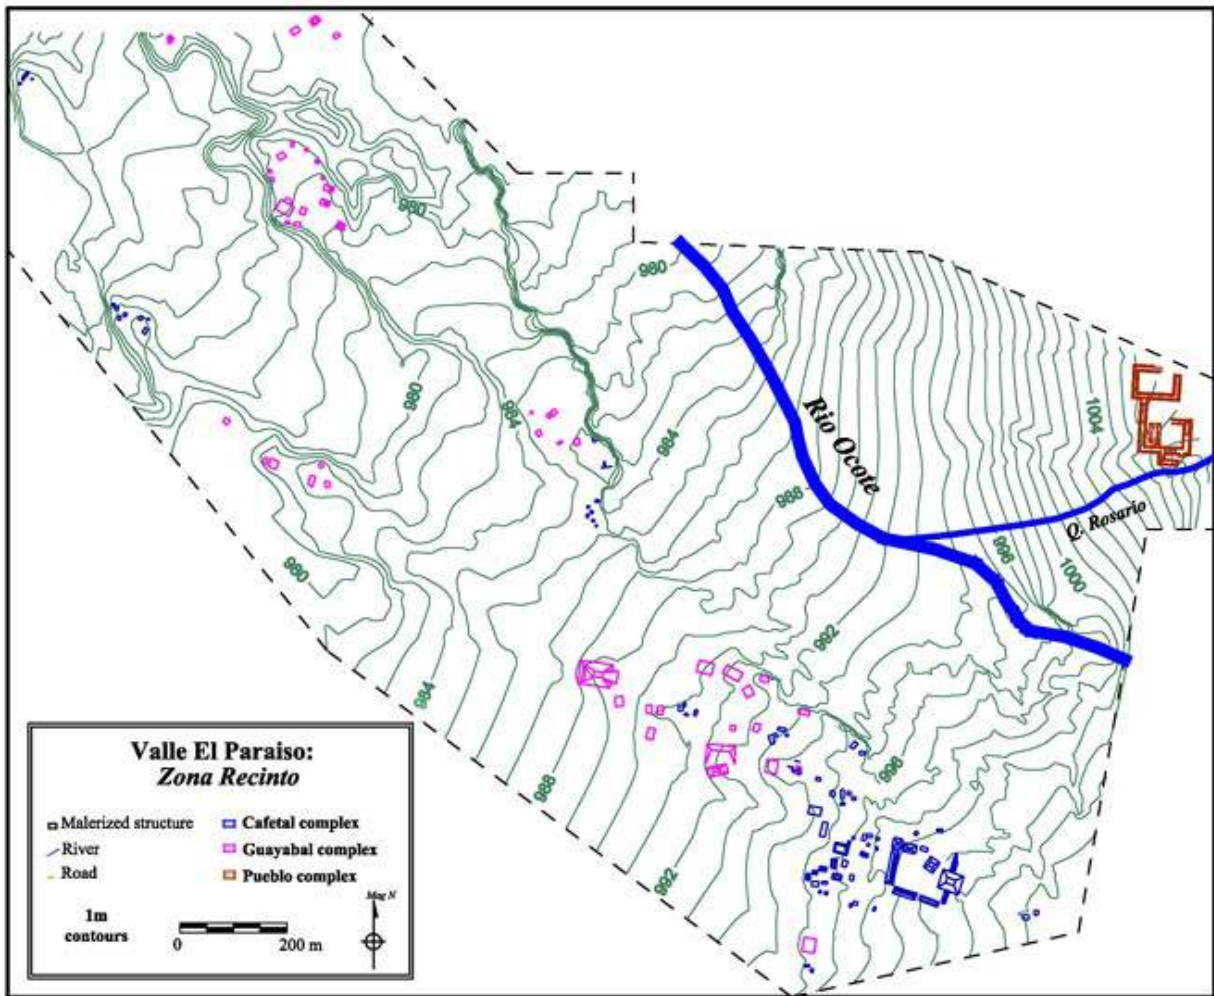 980
980
984
980
984
Rio Ocote
1004
988
Q. Rosario
996
1000
980
992
984
988
996
992
Valle El Paraiso:
Zona Recinto
Malerized structure
River
Road
Cafetal complex
Guayabal complex
Pueblo complex
1m
contours
0 200 m
Mag N